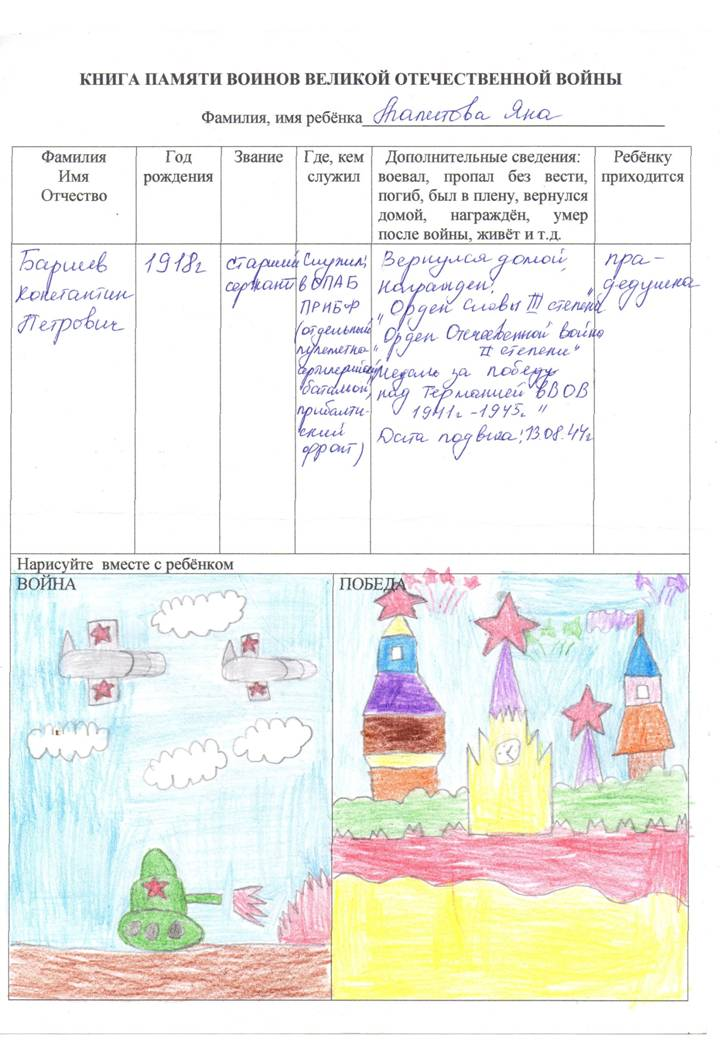 КНИГА ПАМЯТИ ВОИНОВ ВЕЛИКОЙ ОТЕЧЕСТВЕННОЙ ВОЙНЫ
Фамилия, имя ребёнка Яна
Фамилия
Имя
Отчество
Год
рождения
Звание
Где, кем
служил
Дополнительные сведения:
воевал, пропал без вести,
погиб, был в плену, вернулся
домой, награждён, умер
после войны, живёт и т.д.
Ребёнку
приходится
Константин
Петрович
1918г
старший
сержант
Служил
в ОПАБ
ПРИБФ
(отдельный
пулеметно
артиллерийский
батальон,
прибалтий-
ский
фронт)
Вернулся домой,
Награжден:
"Орден Славы III степени"
"Орден Отечественной войны
II степени"
"Медаль за победу
над Германией в ВОВ
1941г -1945г."
Дата подвига: 13.08.44г
пра-
дедушка
Нарисуйте вместе с ребёнком
ВОЙНА
ПОБЕДА